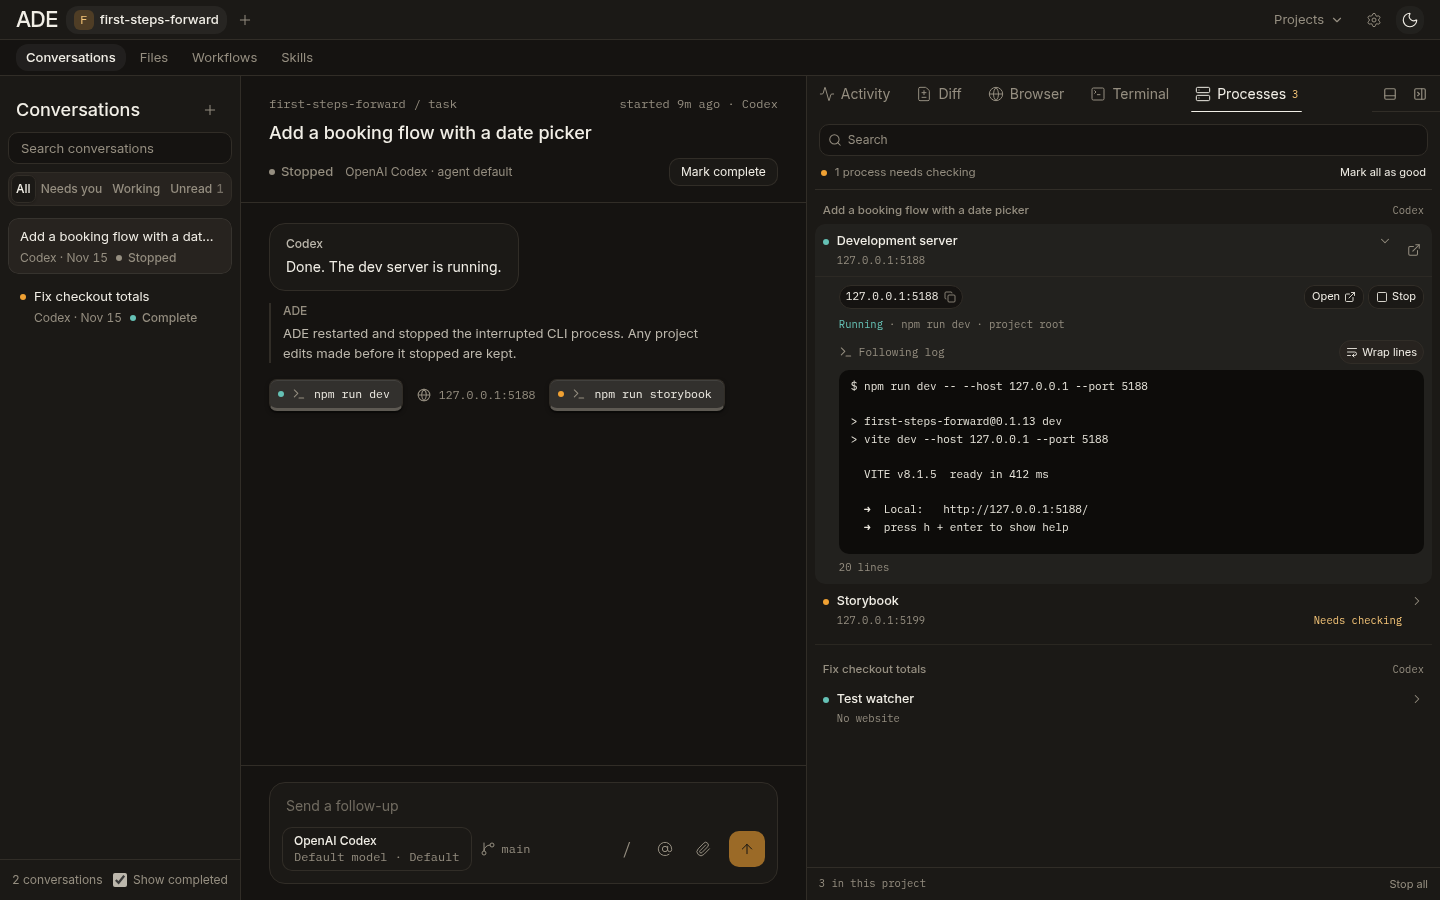 ADE
F first-steps-forward
Projects
Conversations Files Workflows Skills
Conversations
Search conversations
All Needs you Working Unread 1
Add a booking flow with a dat...
Codex · Nov 15 Stopped
Fix checkout totals
Codex · Nov 15 Complete
2 conversations Show completed
first-steps-forward / task
started 9m ago · Codex
Add a booking flow with a date picker
Stopped OpenAI Codex · agent default
Mark complete
Codex
Done. The dev server is running.
ADE
ADE restarted and stopped the interrupted CLI process. Any project
edits made before it stopped are kept.
npm run dev 127.0.0.1:5188 npm run storybook
Send a follow-up
OpenAI Codex
Default model · Default
main
/
Activity Diff Browser Terminal Processes 3
Search
1 process needs checking
Mark all as good
Add a booking flow with a date picker
Codex
Development server
127.0.0.1:5188
127.0.0.1:5188
Open Stop
Running · npm run dev · project root
Following log
Wrap lines
$ npm run dev -- --host 127.0.0.1 --port 5188
> first-steps-forward@0.1.13 dev
> vite dev --host 127.0.0.1 --port 5188
VITE v8.1.5 ready in 412 ms
➜ Local: http://127.0.0.1:5188/
➜ press h + enter to show help
20 lines
Storybook
127.0.0.1:5199
Needs checking
Fix checkout totals
Codex
Test watcher
No website
3 in this project
Stop all